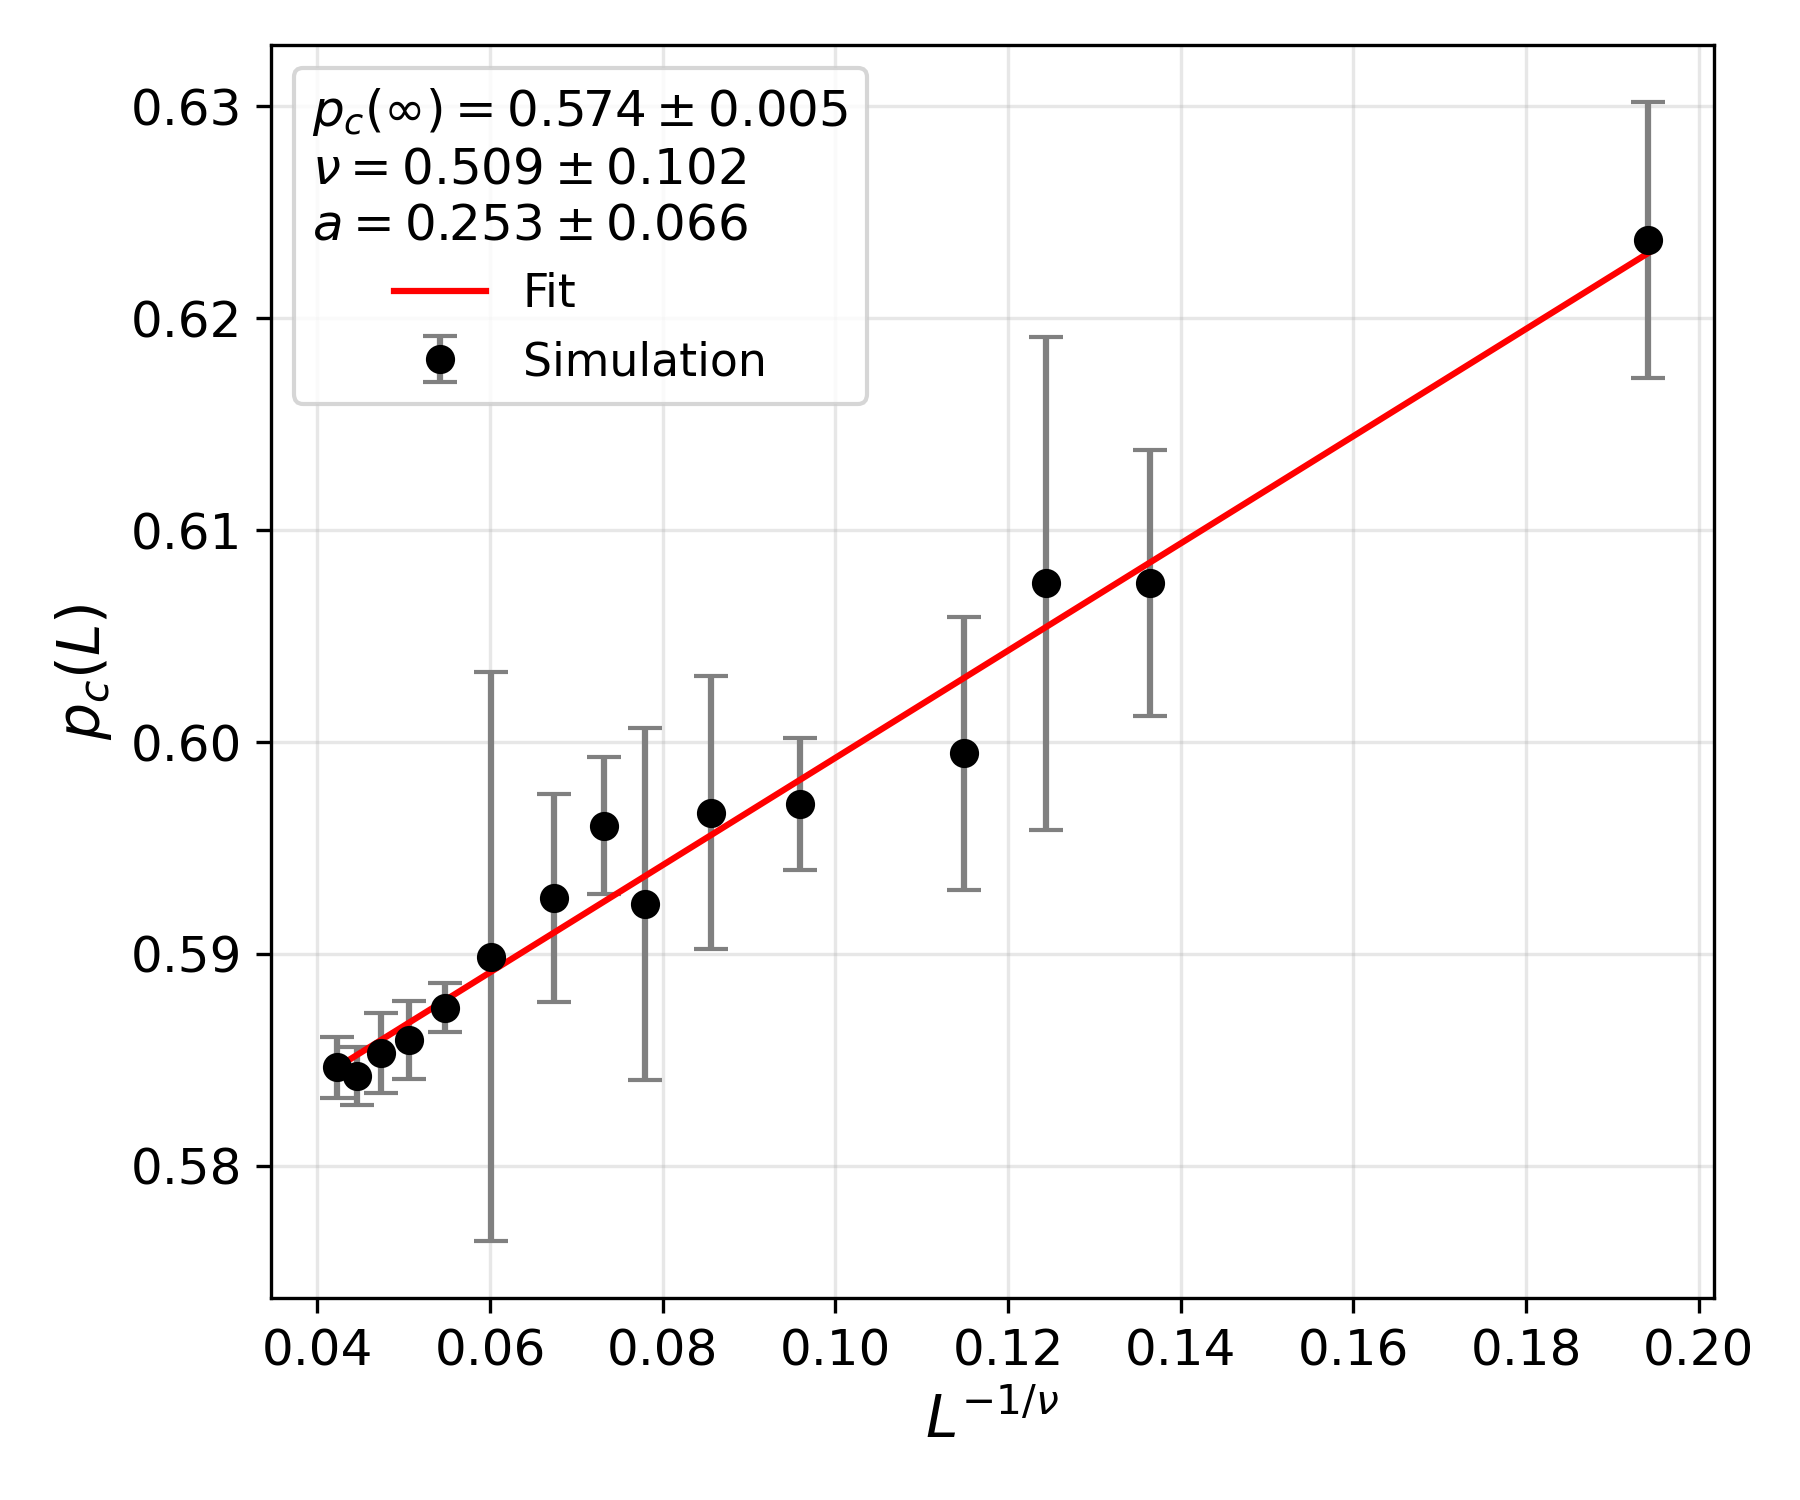 p_c(∞) = 0.574 ± 0.005
ν = 0.509 ± 0.102
a = 0.253 ± 0.066
Fit
Simulation
0.63
0.62
0.61
0.60
0.59
0.58
p_c(L)
0.04 0.06 0.08 0.10 0.12 0.14 0.16 0.18 0.20
L^{-1/ν}